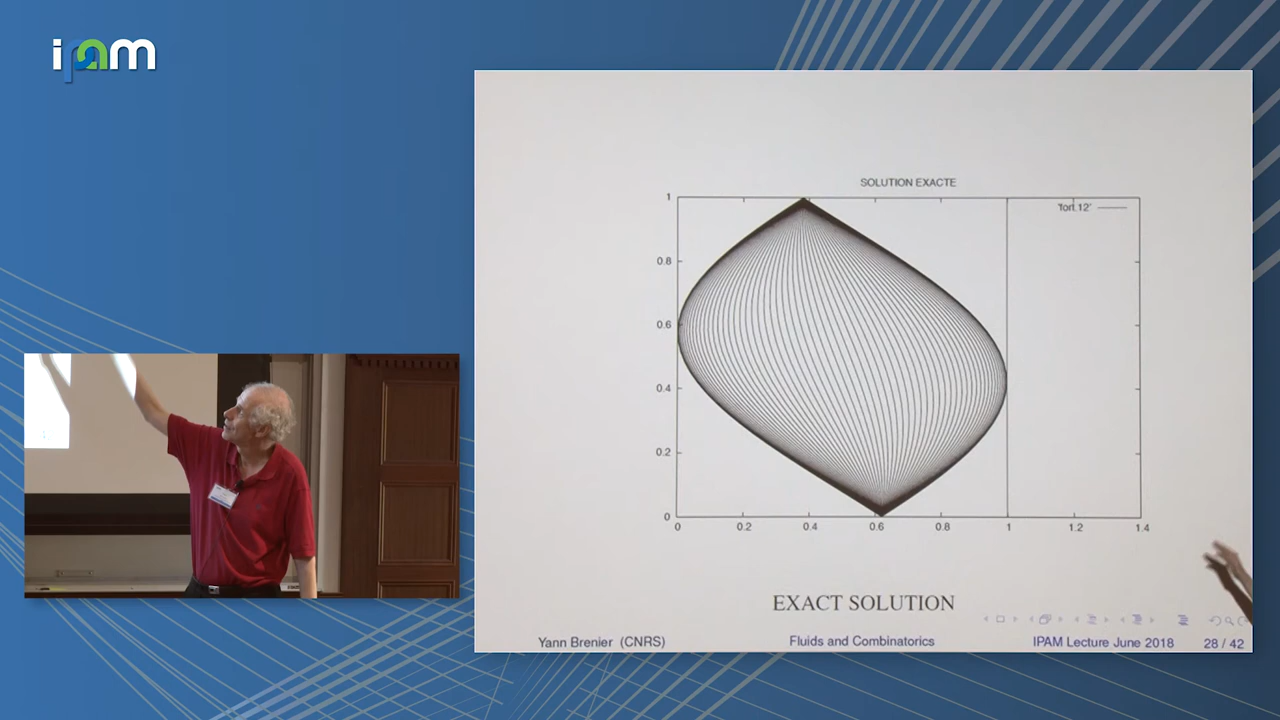 ipam
SOLUTION EXACTE
'fort.12'
1
0.8
0.6
0.4
0.2
0
0 0.2 0.4 0.6 0.8 1 1.2 1.4
EXACT SOLUTION
Yann Brenier (CNRS) Fluids and Combinatorics IPAM Lecture June 2018 28 / 42